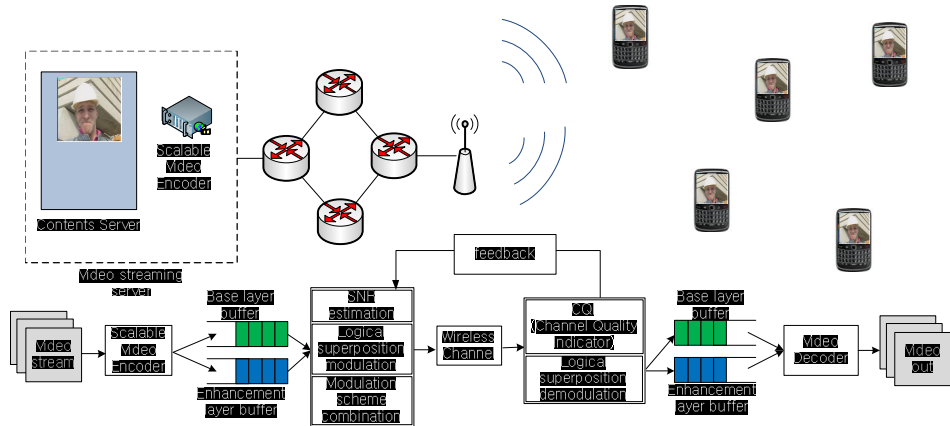 Scalable
Video
Encoder
Contents Server
Video streaming
server
feedback
Video
stream
Scalable
Video
Encoder
Base layer
buffer
Enhancement
layer buffer
SNR
estimation
Logical
superposition
modulation
Modulation
scheme
combination
Wireless
Channel
CQI
(Channel Quality
Indicator)
Logical
superposition
demodulation
Base layer
buffer
Enhancement
layer buffer
Video
Decoder
Video
out